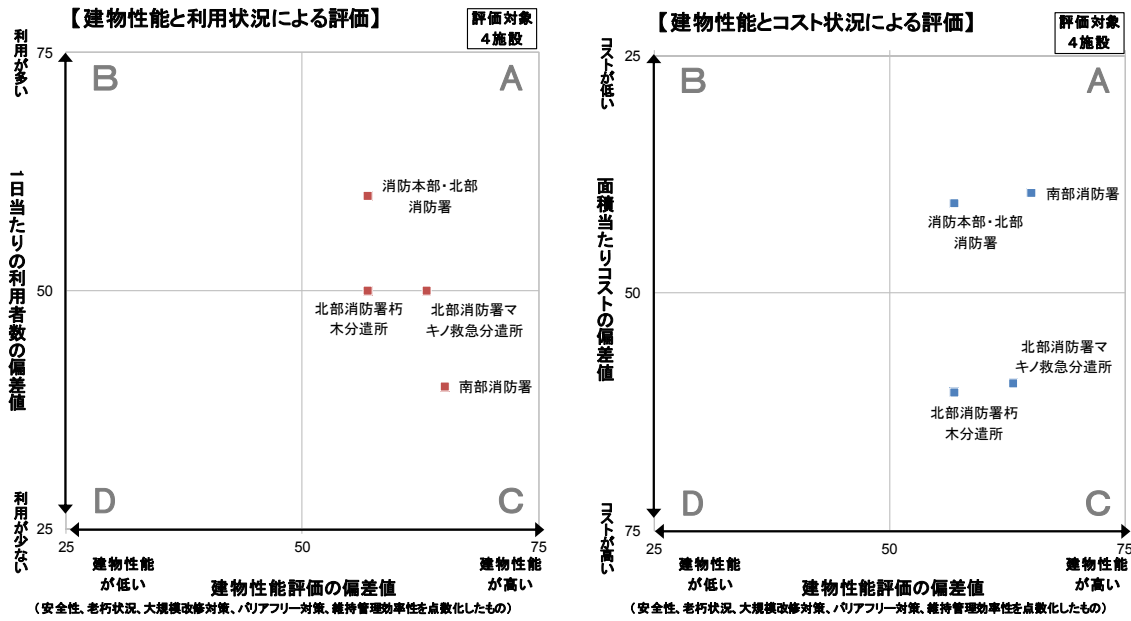 【建物性能と利用状況による評価】
評価対象
4施設
利用が多い
75
B
A
消防本部・北部
消防署
一日当たりの利用者数の偏差値
50
北部消防署朽
木分遣所
北部消防署マ
キノ救急分遣所
南部消防署
利用が少ない
D
C
25
25
50
75
建物性能
が低い
建物性能
が高い
建物性能評価の偏差値
(安全性、老朽状況、大規模改修対策、バリアフリー対策、維持管理効率性を点数化したもの)
【建物性能とコスト状況による評価】
評価対象
4施設
コストが低い
25
B
A
南部消防署
消防本部・北部
消防署
面積当たりコストの偏差値
50
北部消防署マ
キノ救急分遣所
北部消防署朽
木分遣所
コストが高い
D
C
75
25
50
75
建物性能
が低い
建物性能
が高い
建物性能評価の偏差値
(安全性、老朽状況、大規模改修対策、バリアフリー対策、維持管理効率性を点数化したもの)